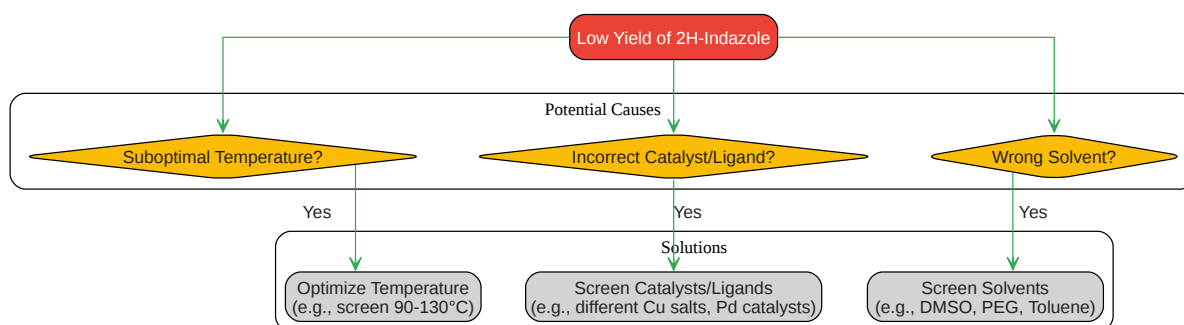 Low Yield of 2H-Indazole
Potential Causes
Suboptimal Temperature?
Incorrect Catalyst/Ligand?
Wrong Solvent?
Yes
Yes
Yes
Solutions
Optimize Temperature
(e.g., screen 90-130°C)
Screen Catalysts/Ligands
(e.g., different Cu salts, Pd catalysts)
Screen Solvents
(e.g., DMSO, PEG, Toluene)